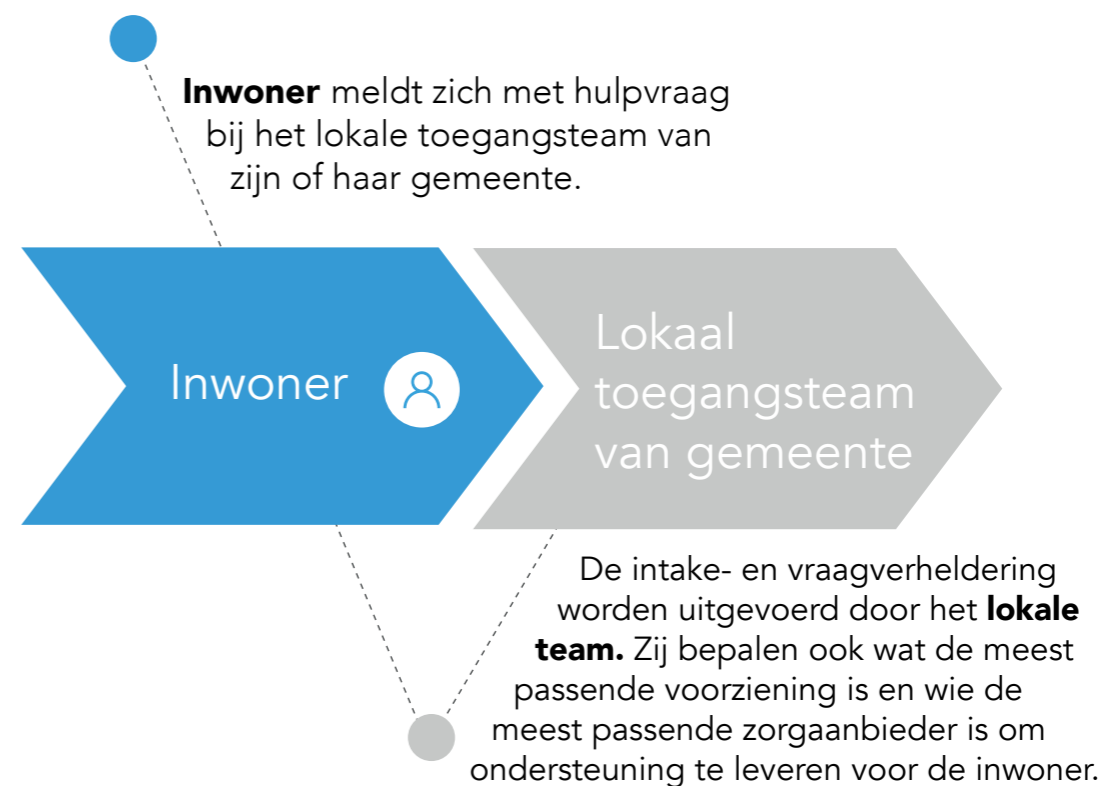 Inwoner meldt zich met hulpvraag
bij het lokale toegangsteam van
zijn of haar gemeente.
Inwoner
Lokaal
toegangsteam
van gemeente
De intake- en vraagverheldering
worden uitgevoerd door het lokale
team. Zij bepalen ook wat de meest
passende voorziening is en wie de
meest passende zorgaanbieder is om
ondersteuning te leveren voor de inwoner.